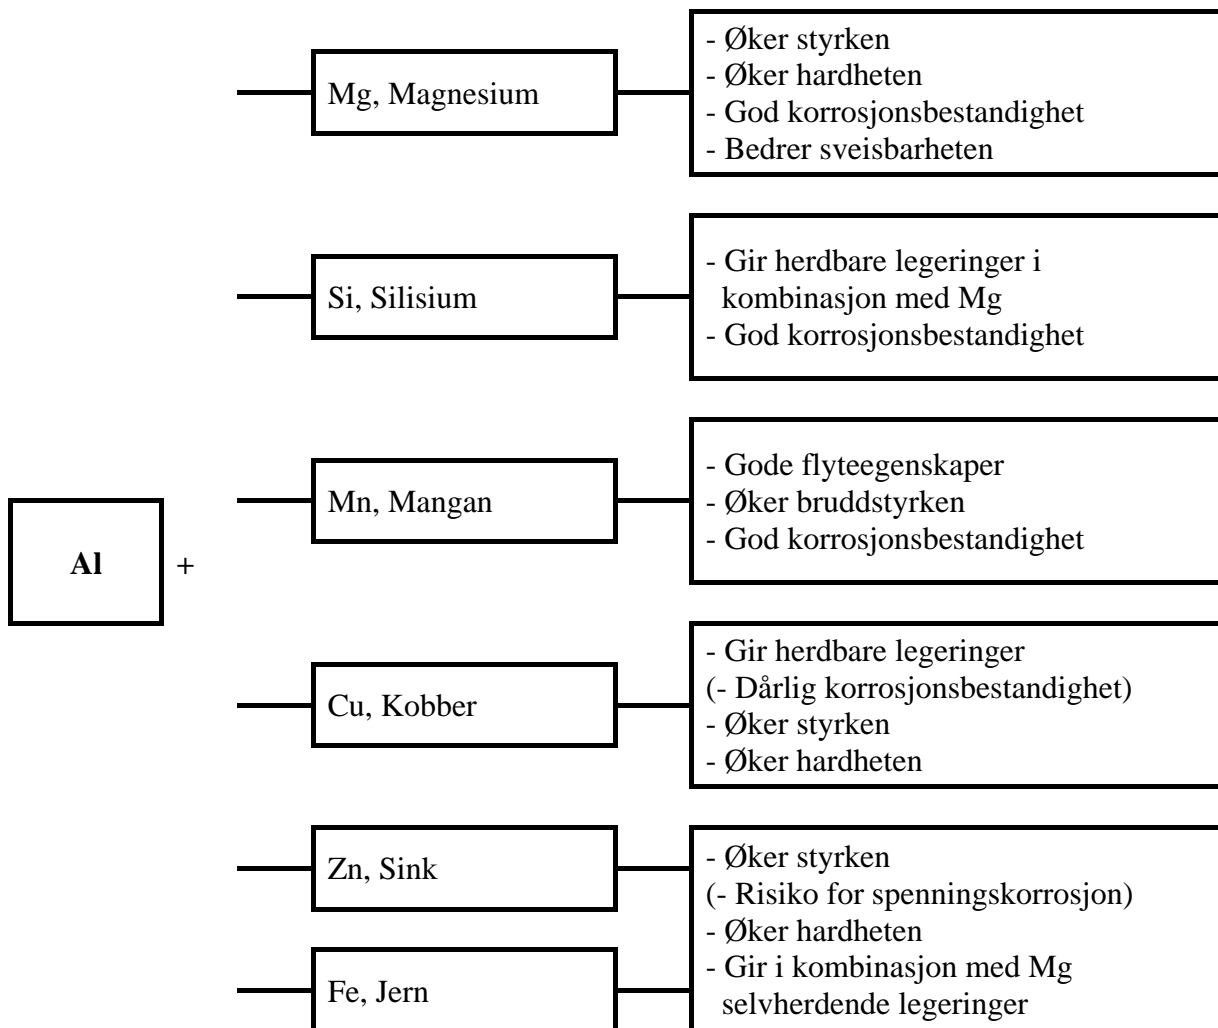 Mg, Magnesium
- Øker styrken
- Øker hardheten
- God korrosjonsbestandighet
- Bedrer sveisbarheten
Si, Silisium
- Gir herdbare legeringer i
kombinasjon med Mg
- God korrosjonsbestandighet
Mn, Mangan
- Gode flyteegenskaper
- Øker bruddstyrken
- God korrosjonsbestandighet
Al +
Cu, Kobber
- Gir herdbare legeringer
(- Dårlig korrosjonsbestandighet)
- Øker styrken
- Øker hardheten
Zn, Sink
Fe, Jern
- Øker styrken
(- Risiko for spenningskorrosjon)
- Øker hardheten
- Gir i kombinasjon med Mg
selvherdende legeringer